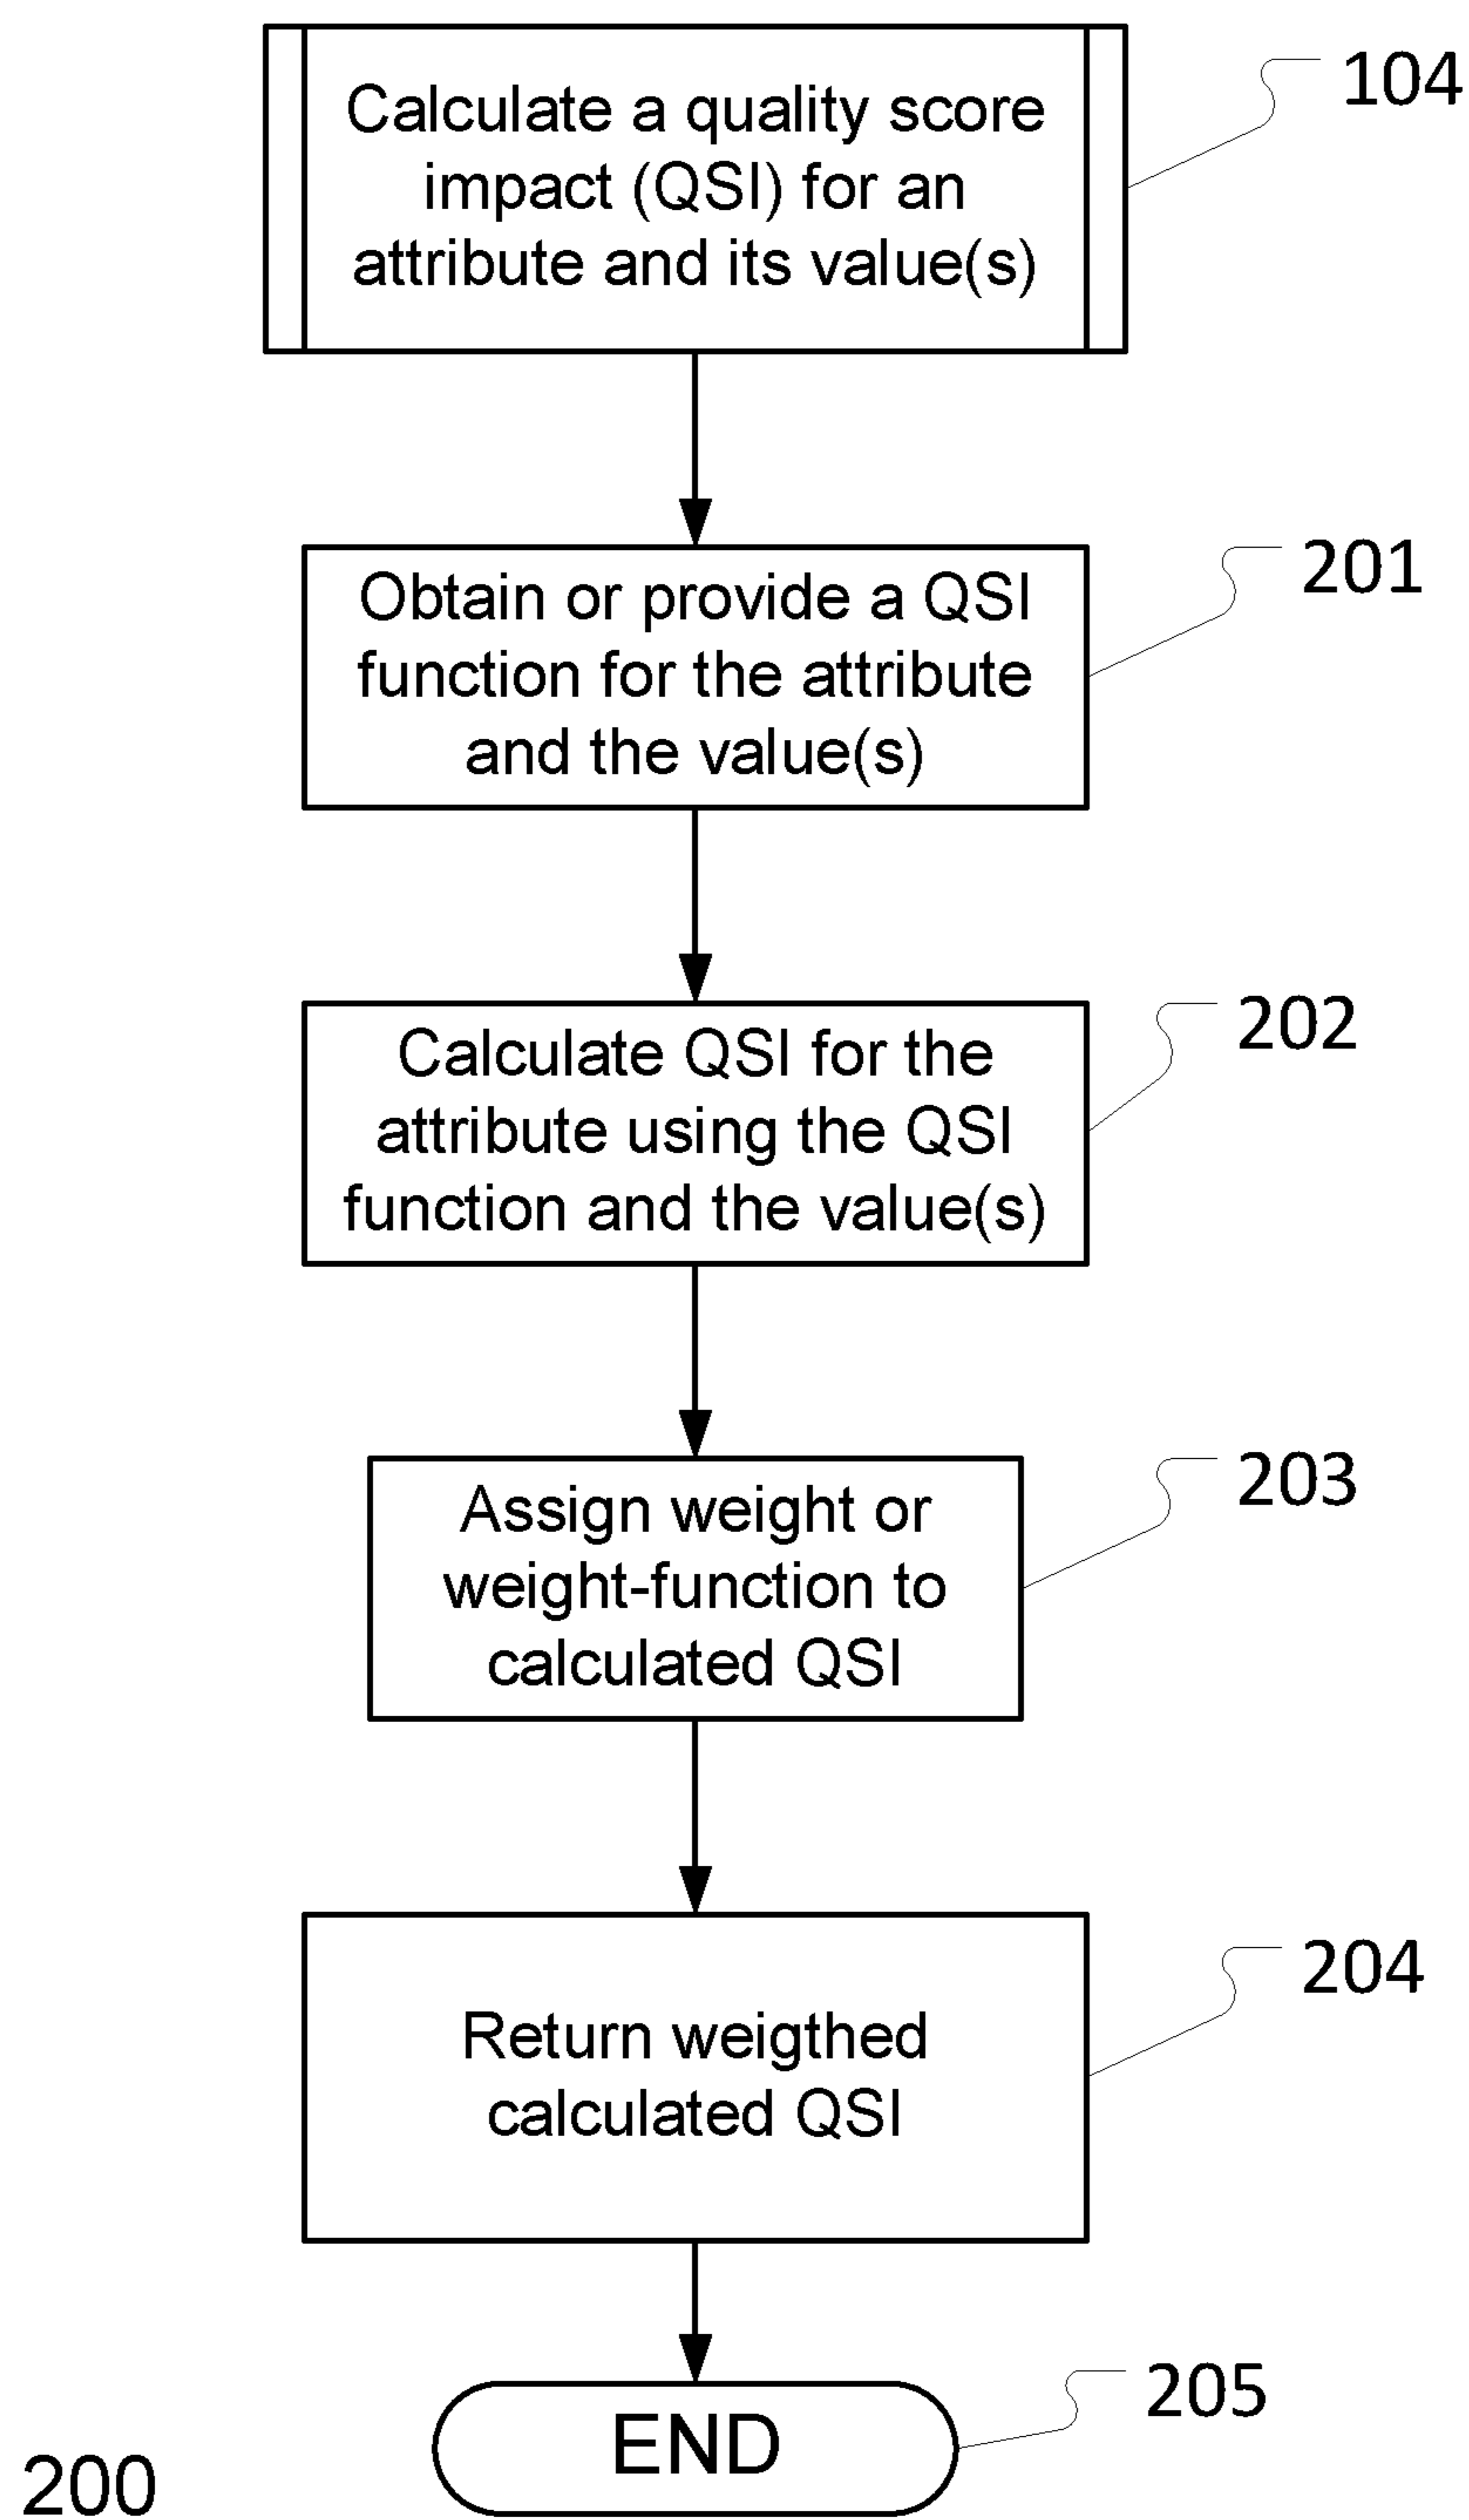 Calculate a quality score
impact (QSI) for an
attribute and its value(s)
104
Obtain or provide a QSI
function for the attribute
and the value(s)
201
Calculate QSI for the
attribute using the QSI
function and the value(s)
202
Assign weight or
weight-function to
calculated QSI
203
Return weigthed
calculated QSI
204
END
205
200